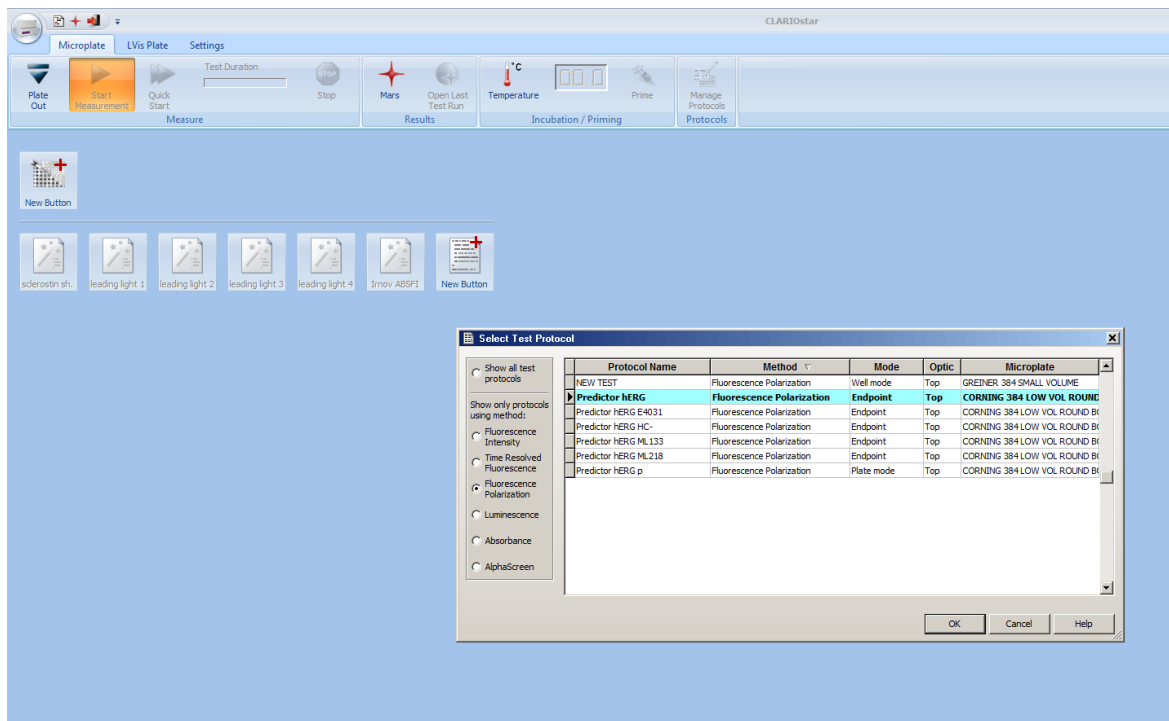 CLARIOstar
Microplate LVis Plate Settings
Plate Out
Start Measurement
Quick Start
Test Duration
STOP
Stop
Measure
Mars
Open Last Test Run
Results
°C
Temperature
00.0
Prime
Incubation / Priming
Manage Protocols
Protocols
New Button
sclerostin sh.
leading light 1
leading light 2
leading light 3
leading light 4
Irnov ABSFI
New Button
Select Test Protocol
Show all test protocols
Show only protocols using method:
Fluorescence Intensity
Time Resolved Fluorescence
Fluorescence Polarization
Luminescence
Absorbance
AlphaScreen
Protocol Name Method Mode Optic Microplate
NEW TEST Fluorescence Polarization Well mode Top GREINER 384 SMALL VOLUME
Predictor hERG Fluorescence Polarization Endpoint Top CORNING 384 LOW VOL ROUND
Predictor hERG E4031 Fluorescence Polarization Endpoint Top CORNING 384 LOW VOL ROUND BO
Predictor hERG HC- Fluorescence Polarization Endpoint Top CORNING 384 LOW VOL ROUND BO
Predictor hERG ML133 Fluorescence Polarization Endpoint Top CORNING 384 LOW VOL ROUND BO
Predictor hERG ML218 Fluorescence Polarization Endpoint Top CORNING 384 LOW VOL ROUND BO
Predictor hERG p Fluorescence Polarization Plate mode Top CORNING 384 LOW VOL ROUND BO
OK Cancel Help